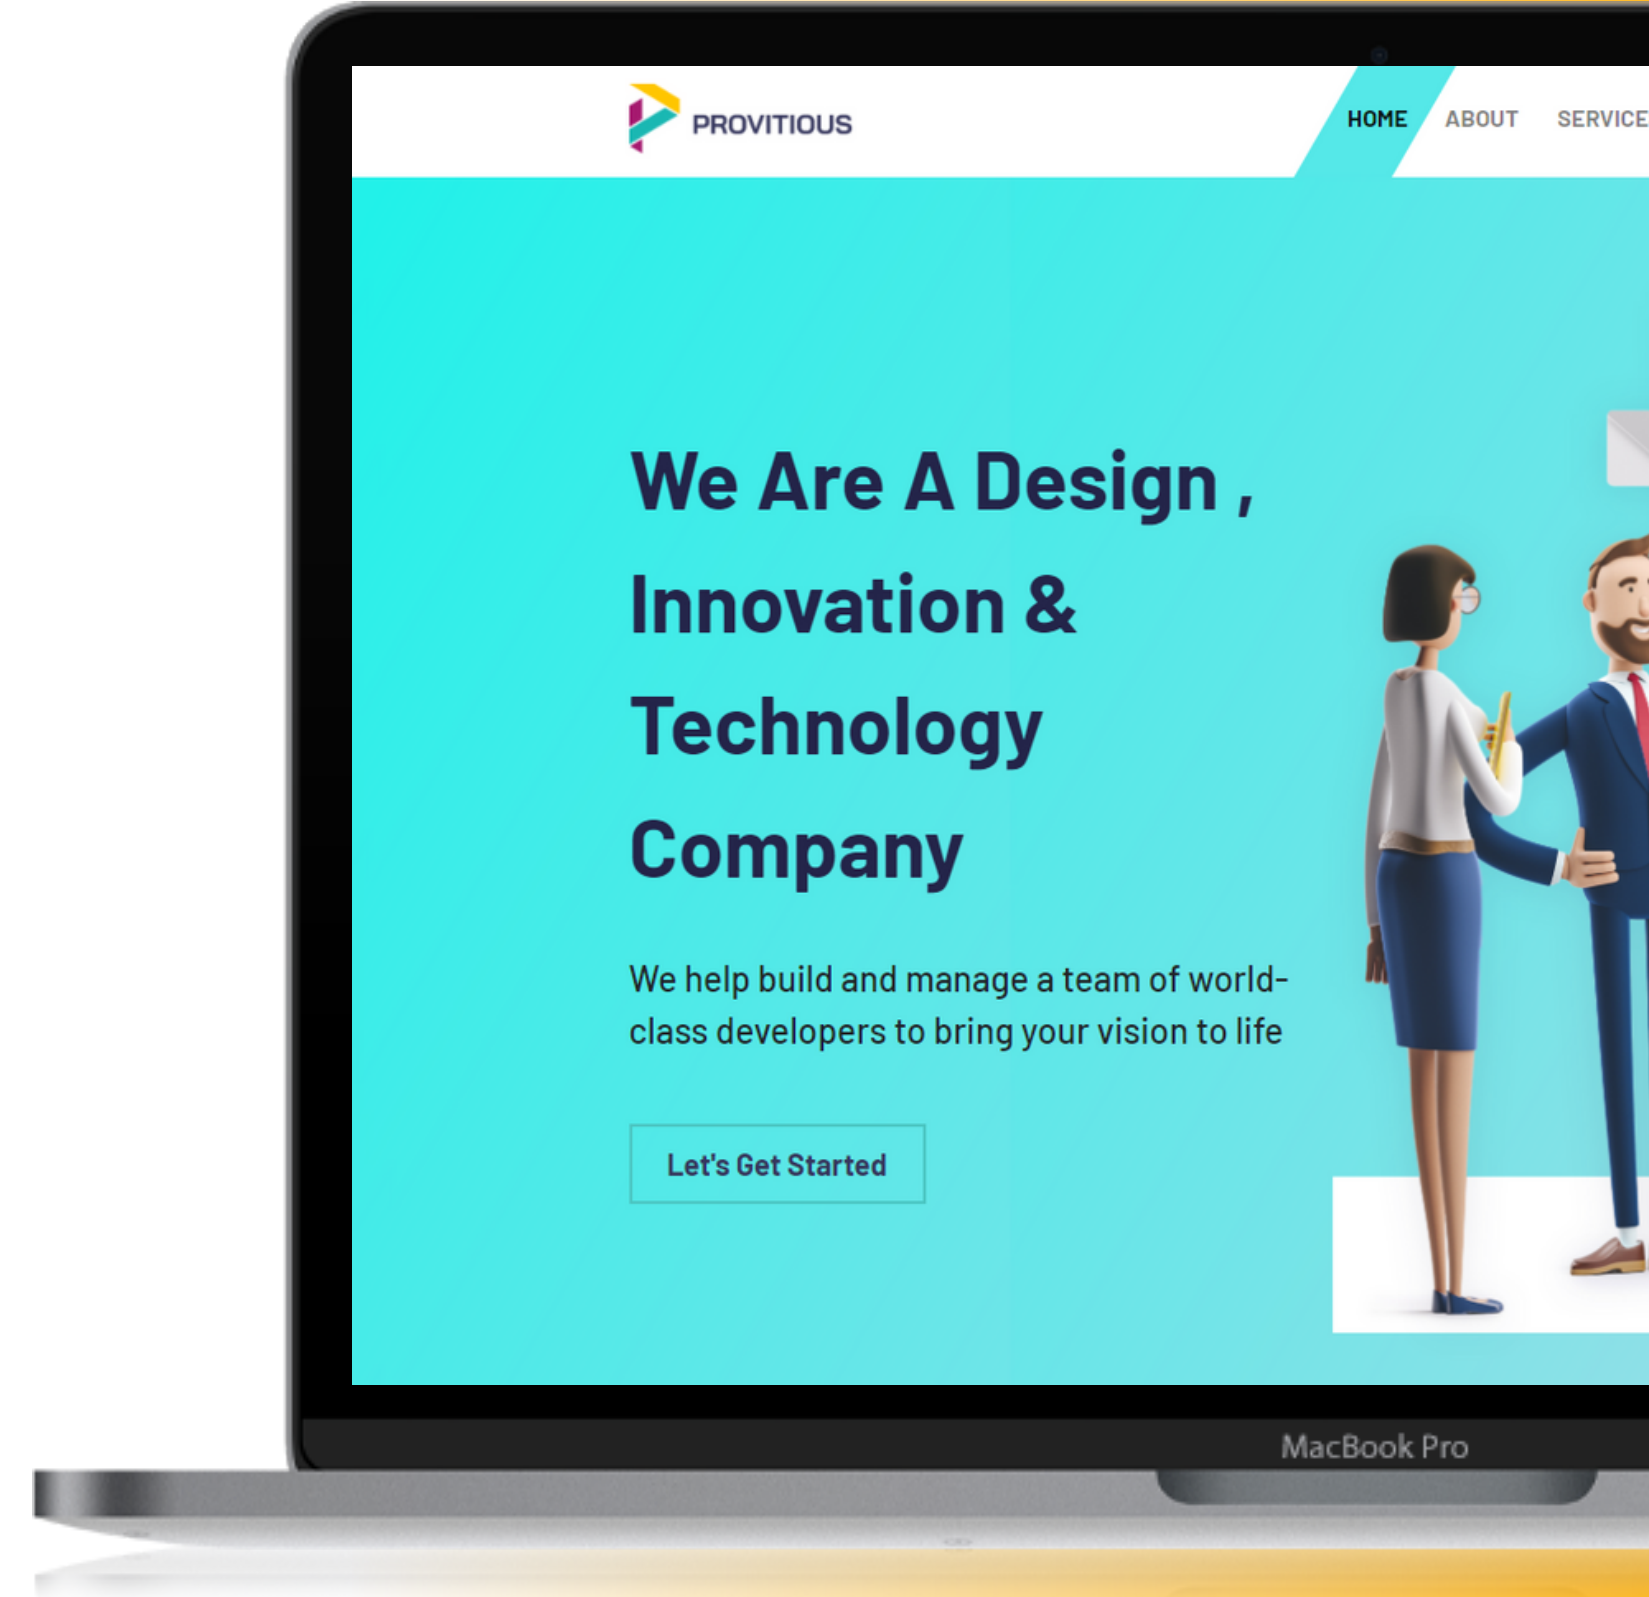 PROVITIOUS
HOME ABOUT SERVICE
We Are A Design ,
Innovation &
Technology
Company
We help build and manage a team of world-
class developers to bring your vision to life
Let's Get Started
MacBook Pro